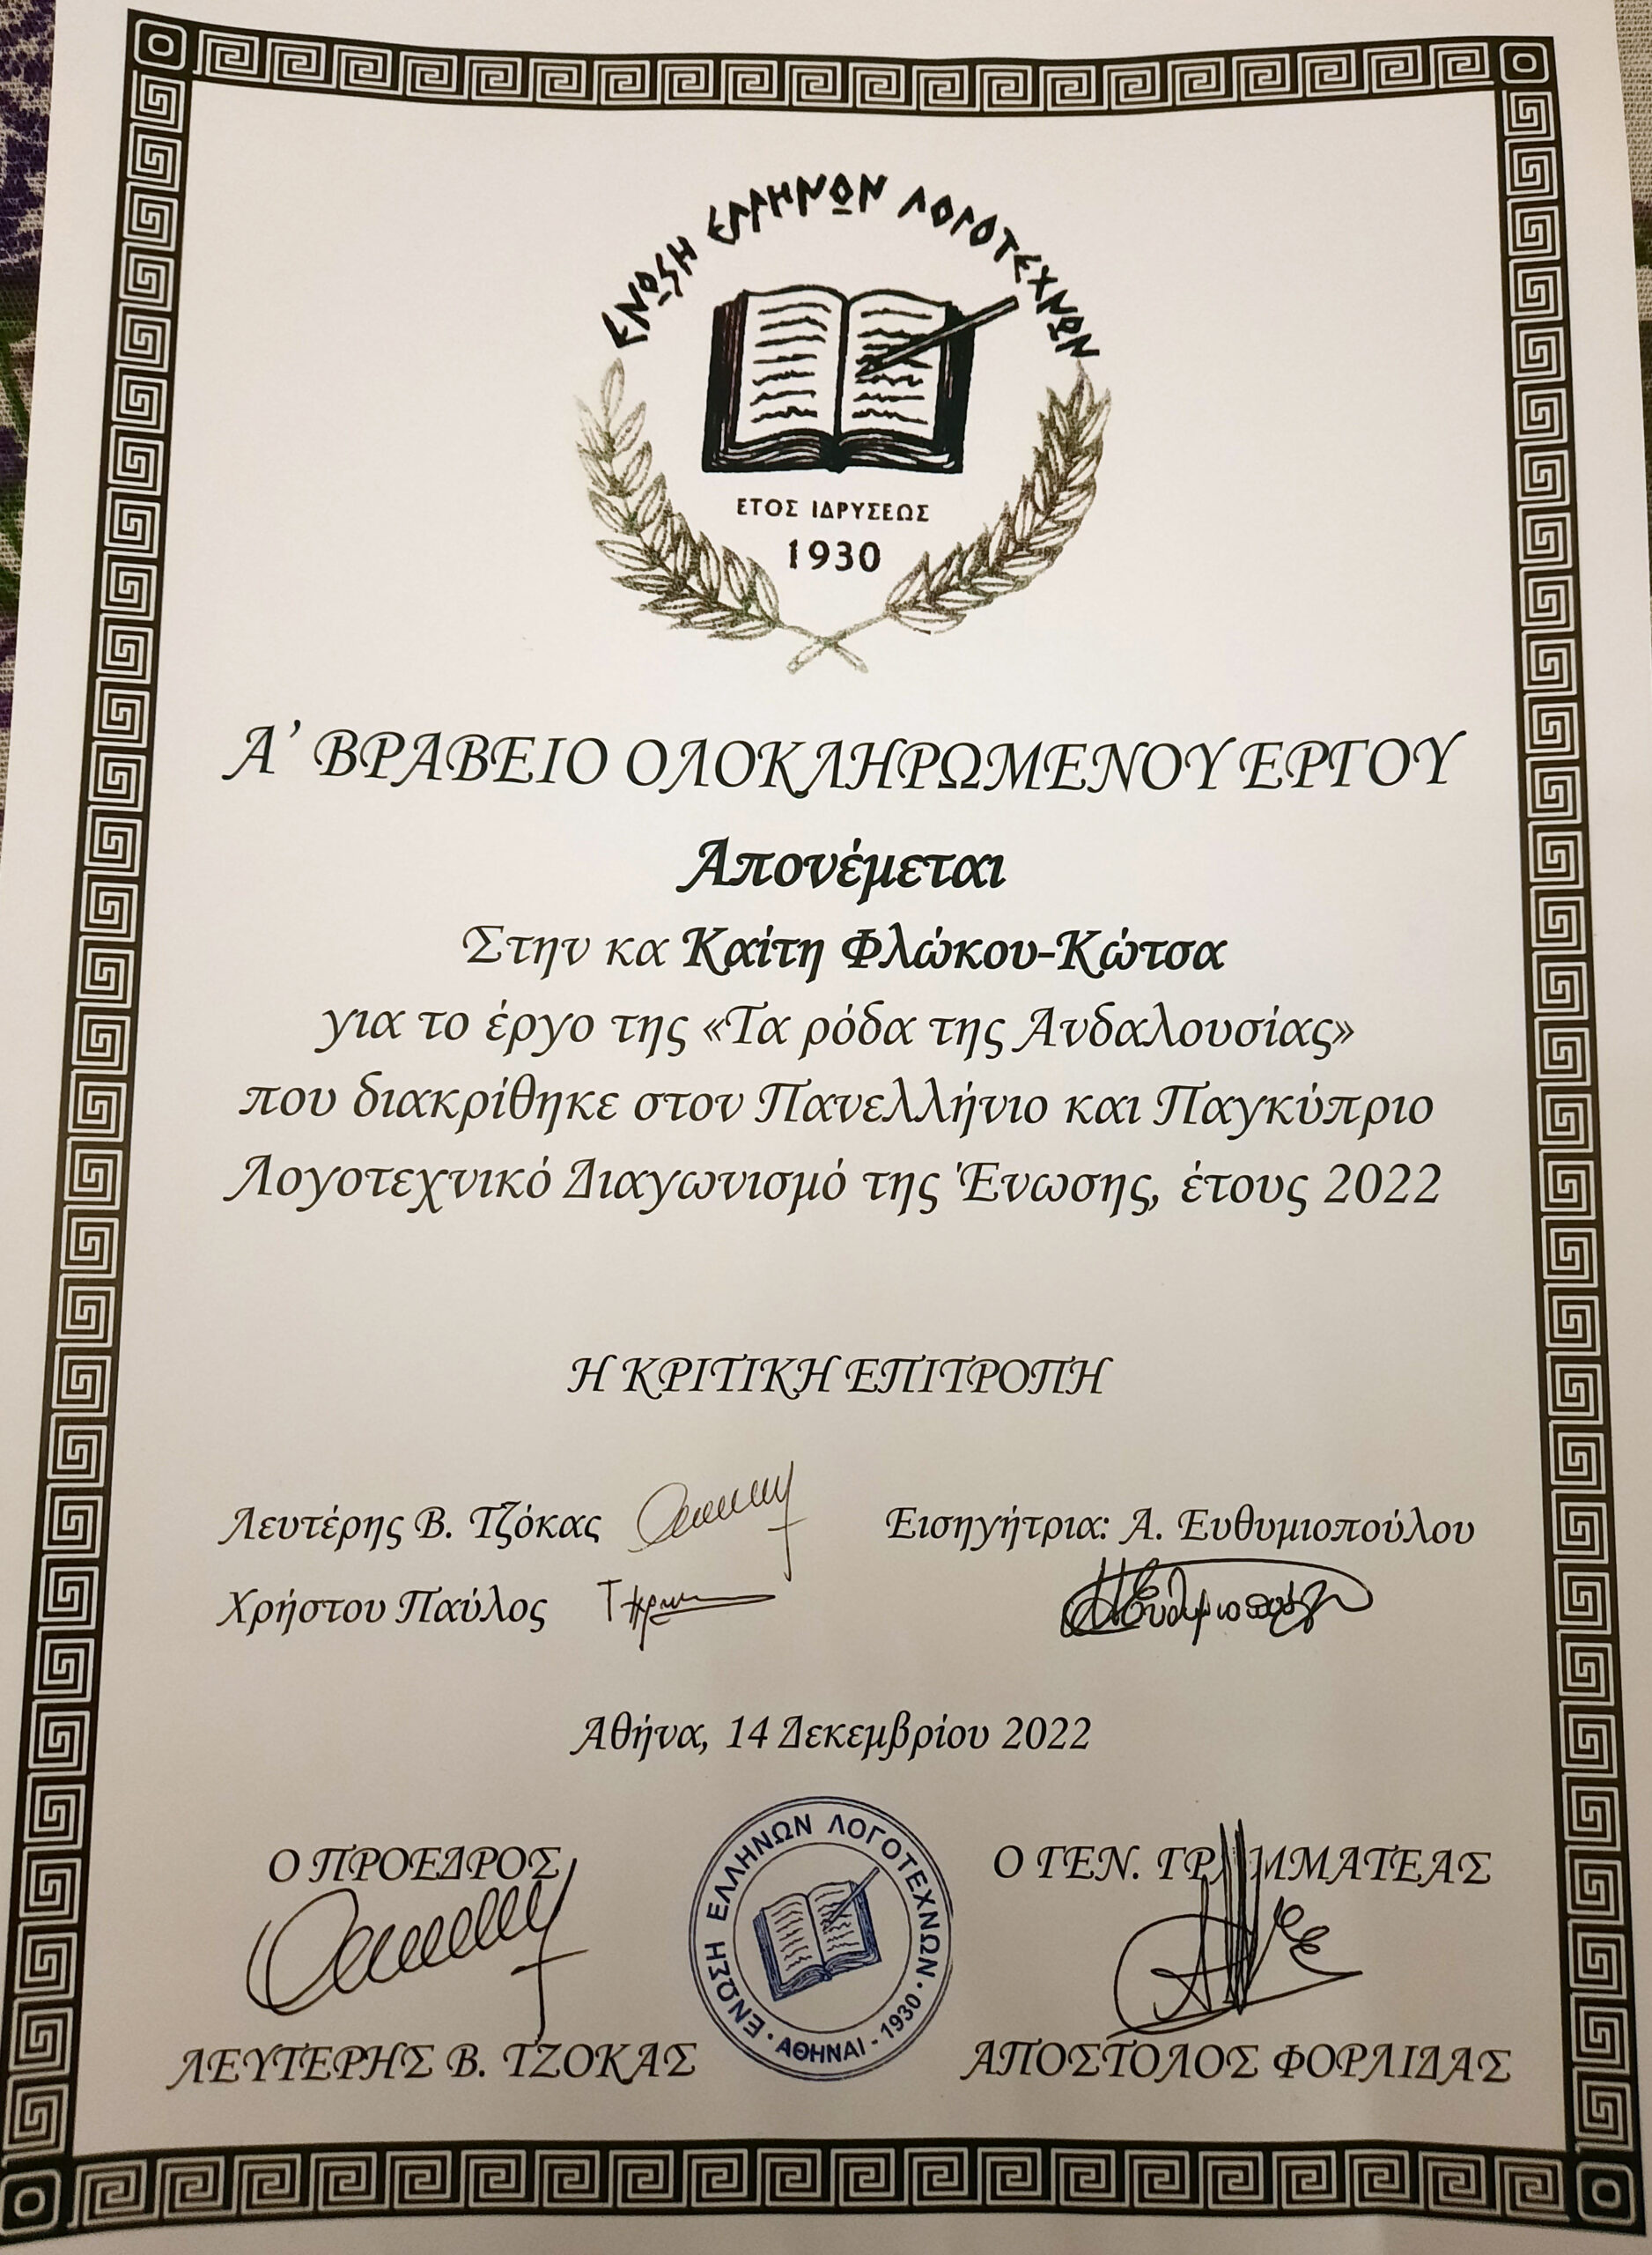 ΕΝΩΣΗ ΕΛΛΗΝΩΝ ΛΟΓΟΤΕΧΝΩΝ
ΕΤΟΣ ΙΔΡΥΣΕΩΣ
1930
Α' ΒΡΑΒΕΙΟ ΟΛΟΚΛΗΡΩΜΕΝΟΥ ΕΡΓΟΥ
Απονέμεται
Στην κα Καίτη Φλώκου-Κώτσα
για το έργο της «Τα ρόδα της Ανδαλουσίας»
που διακρίθηκε στον Πανελλήνιο και Παγκύπριο
Λογοτεχνικό Διαγωνισμό της Ένωσης, έτους 2022
Η ΚΡΙΤΙΚΗ ΕΠΙΤΡΟΠΗ
Λευτέρης Β. Τζόκας Εισηγήτρια: Α. Ευθυμιοπούλου
Χρήστου Παύλος
Αθήνα, 14 Δεκεμβρίου 2022
Ο ΠΡΟΕΔΡΟΣ Ο ΓΕΝ. ΓΡΑΜΜΑΤΕΑΣ
ΕΝΩΣΗ ΕΛΛΗΝΩΝ ΛΟΓΟΤΕΧΝΩΝ · ΑΘΗΝΑΙ - 1930 ·
ΛΕΥΤΕΡΗΣ Β. ΤΖΟΚΑΣ ΑΠΟΣΤΟΛΟΣ ΦΟΡΛΙΔΑΣ